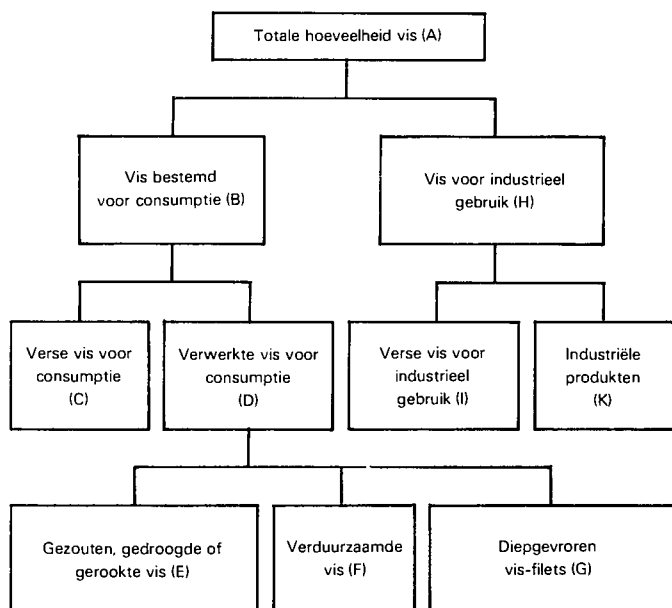 Totale hoeveelheid vis (A)
Vis bestemd
voor consumptie (B)
Vis voor industrieel
gebruik (H)
Verse vis voor
consumptie
(C)
Verwerkte vis voor
consumptie
(D)
Verse vis voor
industrieel
gebruik (I)
Industriële
produkten
(K)
Gezouten, gedroogde of
gerookte vis (E)
Verduurzaamde
vis (F)
Diepgevroren
vis-filets (G)